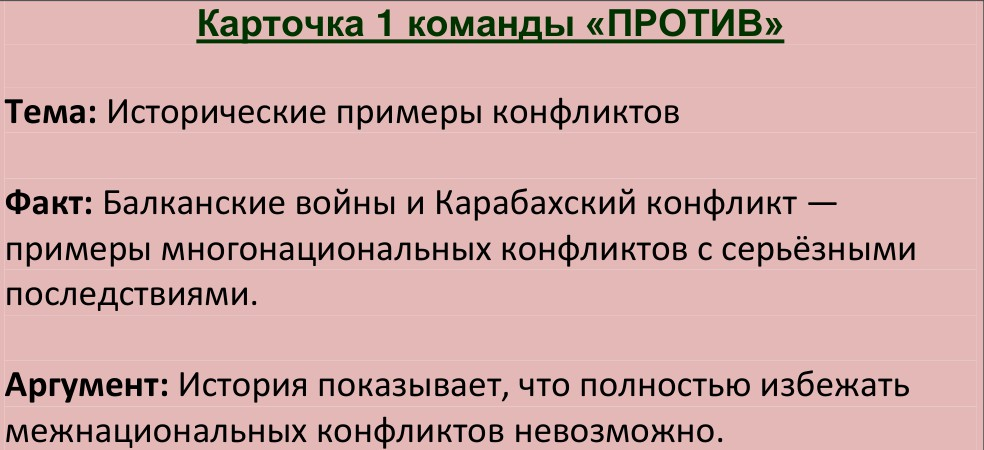 Карточка 1 команды «ПРОТИВ»
Тема: Исторические примеры конфликтов
Факт: Балканские войны и Карабахский конфликт —
примеры многонациональных конфликтов с серьёзными
последствиями.
Аргумент: История показывает, что полностью избежать
межнациональных конфликтов невозможно.